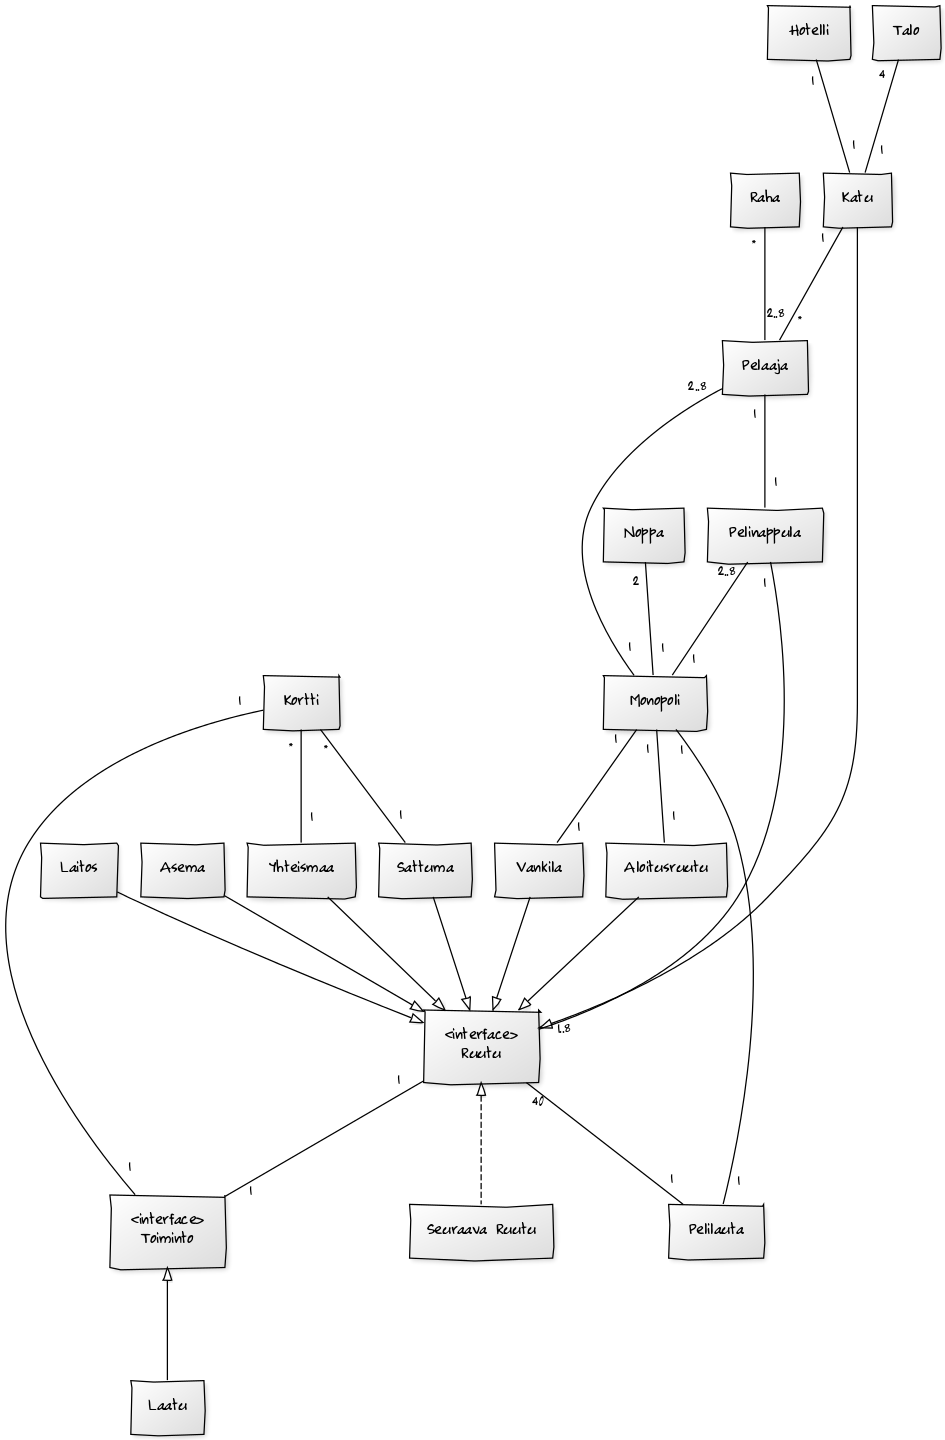 Hotelli
Talo
1
4
1
1
Raha
Katu
*
1
2..8
*
Pelaaja
2..8
1
1
Noppa
Pelinappula
2
2..8
1
1
1
1
Kortti
Monopoli
1
*
*
1
1
1
1
1
1
1
Laitos
Asema
Yhteismaa
Sattuma
Vankila
Aloitusruutu
<interface>
Ruutu
1..8
1
40
1
1
1
1
<interface>
Toiminto
Seuraava Ruutu
Pelilauta
Laatu